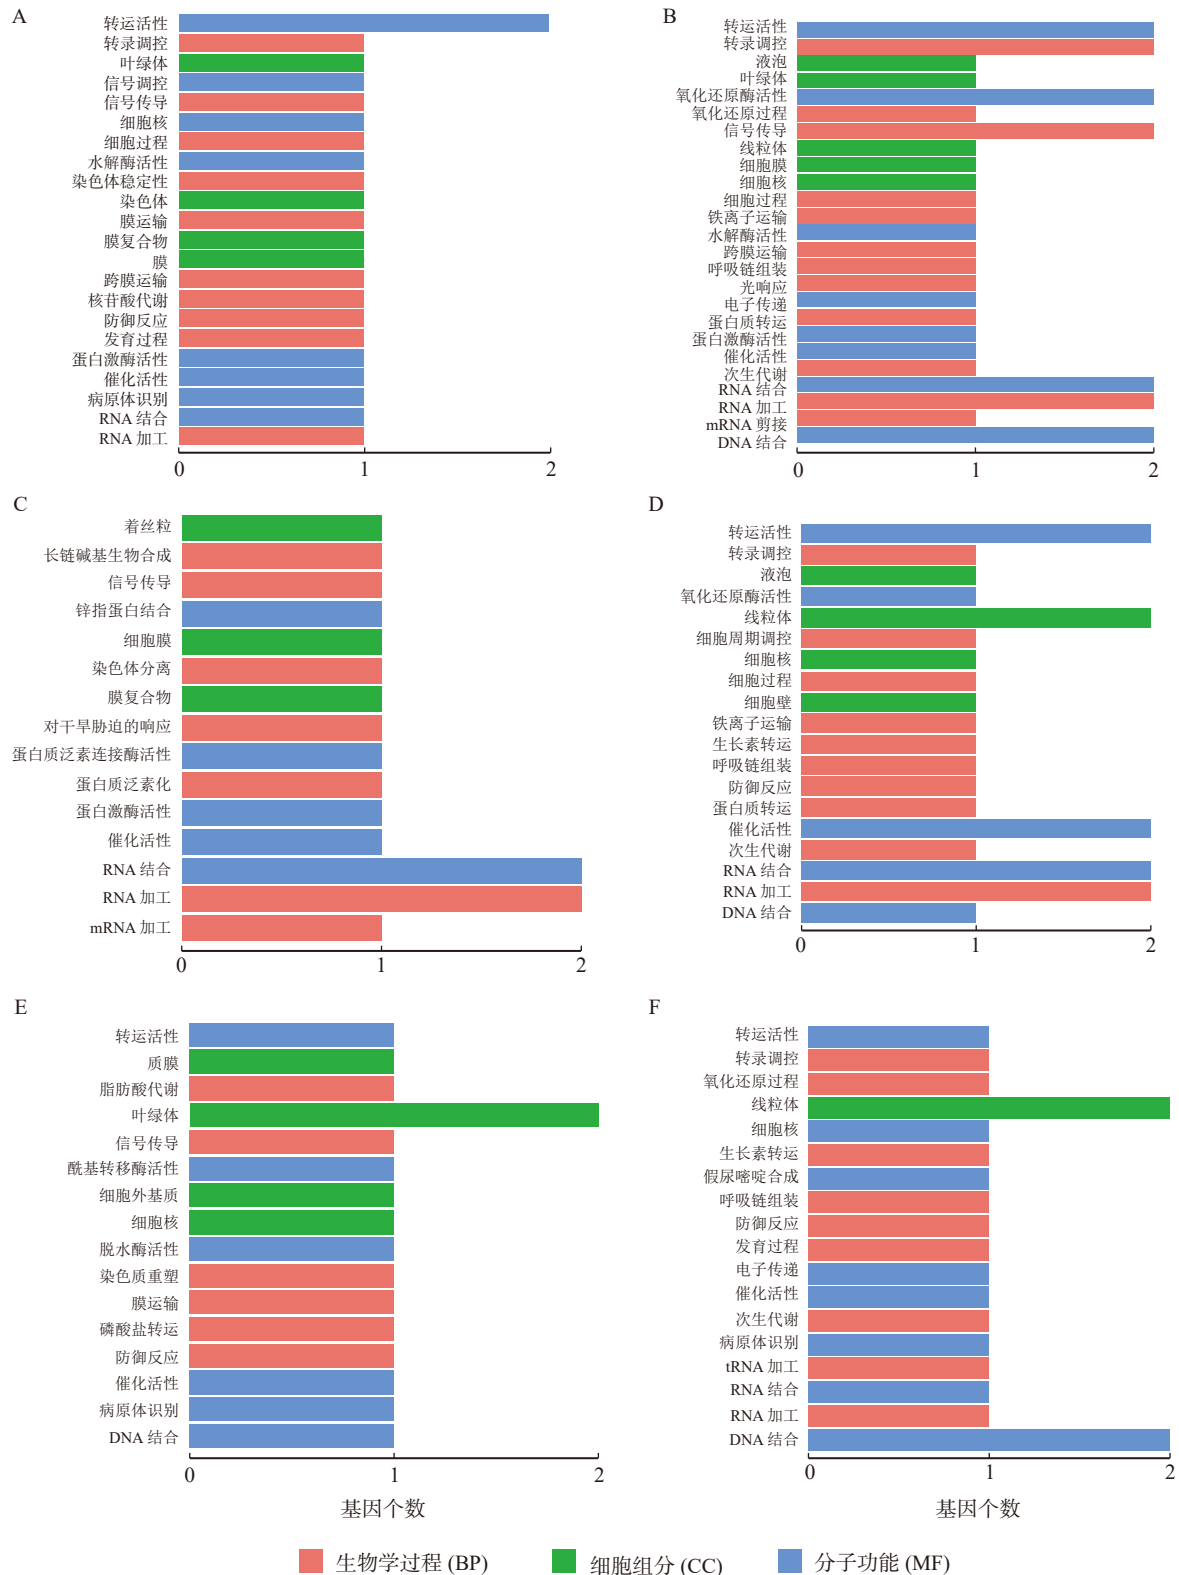 A
转运活性
转录调控
叶绿体
信号调控
信号传导
细胞核
细胞过程
水解酶活性
染色体稳定性
染色体
膜运输
膜复合物
膜
跨膜运输
核苷酸代谢
防御反应
发育过程
蛋白激酶活性
催化活性
病原体识别
RNA 结合
RNA 加工
0 1 2
B
转运活性
转录调控
液泡
叶绿体
氧化还原酶活性
氧化还原过程
信号传导
线粒体
细胞膜
细胞核
细胞过程
铁离子运输
水解酶活性
跨膜运输
呼吸链组装
光响应
电子传递
蛋白质转运
蛋白激酶活性
催化活性
次生代谢
RNA 结合
RNA 加工
mRNA 剪接
DNA 结合
0 1 2
C
着丝粒
长链碱基生物合成
信号传导
锌指蛋白结合
细胞膜
染色体分离
膜复合物
对干旱胁迫的响应
蛋白质泛素连接酶活性
蛋白质泛素化
蛋白激酶活性
催化活性
RNA 结合
RNA 加工
mRNA 加工
0 1 2
D
转运活性
转录调控
液泡
氧化还原酶活性
线粒体
细胞周期调控
细胞核
细胞过程
细胞壁
铁离子运输
生长素转运
呼吸链组装
防御反应
蛋白质转运
催化活性
次生代谢
RNA 结合
RNA 加工
DNA 结合
0 1 2
E
转运活性
质膜
脂肪酸代谢
叶绿体
信号传导
酰基转移酶活性
细胞外基质
细胞核
脱水酶活性
染色质重塑
膜运输
磷酸盐转运
防御反应
催化活性
病原体识别
DNA 结合
0 1 2
基因个数
F
转运活性
转录调控
氧化还原过程
线粒体
细胞核
生长素转运
假尿嘧啶合成
呼吸链组装
防御反应
发育过程
电子传递
催化活性
次生代谢
病原体识别
tRNA 加工
RNA 结合
RNA 加工
DNA 结合
0 1 2
基因个数
生物学过程 (BP) 细胞组分 (CC) 分子功能 (MF)